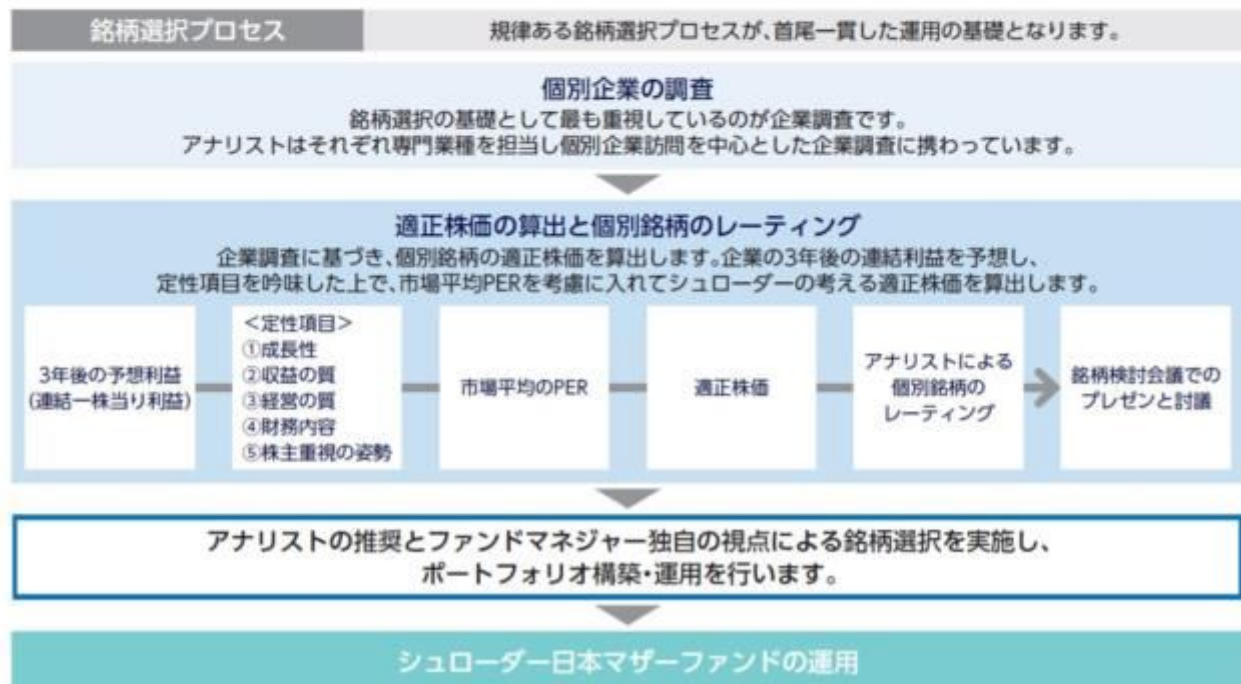 銘柄選択プロセス
規律ある銘柄選択プロセスが、首尾一貫した運用の基礎となります。
個別企業の調査
銘柄選択の基礎として最も重視しているのが企業調査です。
アナリストはそれぞれ専門業種を担当し個別企業訪問を中心とした企業調査に携わっています。
適正株価の算出と個別銘柄のレーティング
企業調査に基づき、個別銘柄の適正株価を算出します。企業の3年後の連結利益を予想し、
定性項目を吟味した上で、市場平均PERを考慮に入れてシュローダーの考える適正株価を算出します。
3年後の予想利益
(連結一株当り利益)
＜定性項目＞
①成長性
②収益の質
③経営の質
④財務内容
⑤株主重視の姿勢
市場平均のPER
適正株価
アナリストによる
個別銘柄の
レーティング
銘柄検討会議での
プレゼンと討議
アナリストの推奨とファンドマネジャー独自の視点による銘柄選択を実施し、
ポートフォリオ構築・運用を行います。
シュローダー日本マザーファンドの運用